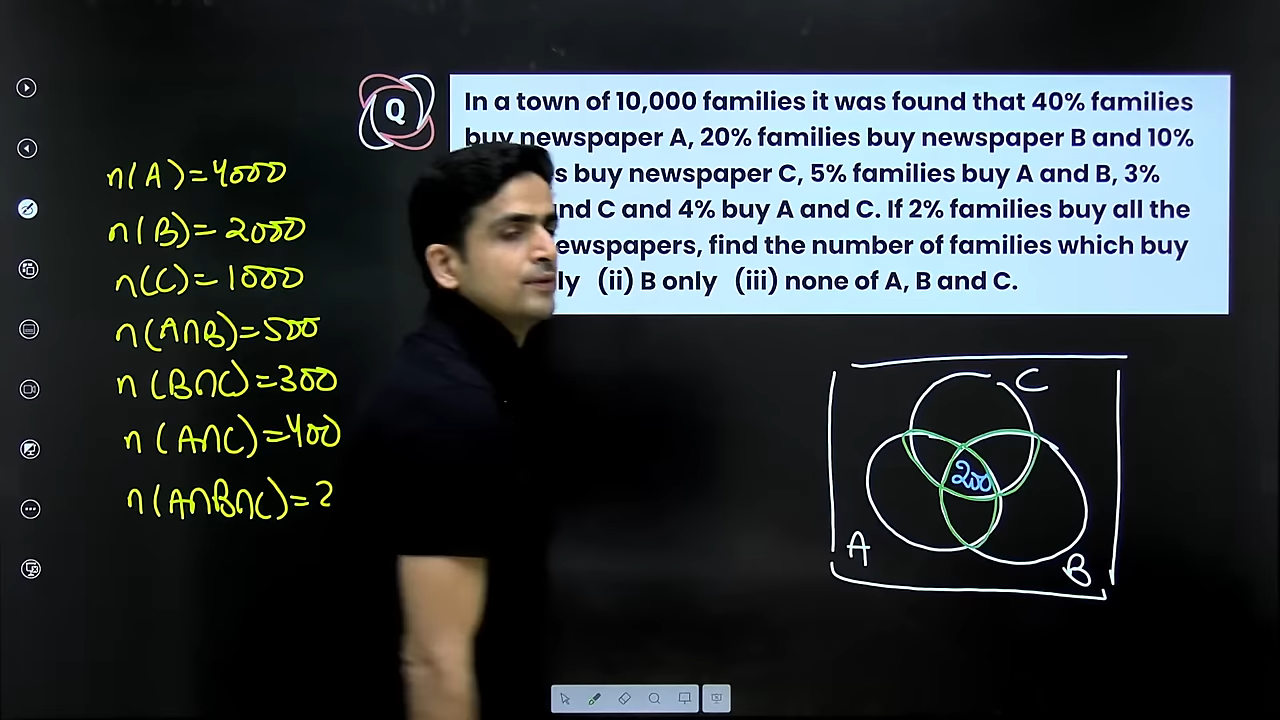 Q
In a town of 10,000 families it was found that 40% families
buy newspaper A, 20% families buy newspaper B and 10%
buy newspaper C, 5% families buy A and B, 3%
and C and 4% buy A and C. If 2% families buy all the
find the number of families which buy
(ii) B only (iii) none of A, B and C.
n(A)=4000
n(B)=2000
n(C)=1000
n(A∩B)=500
n(B∩C)=300
n(A∩C)=400
n(A∩B∩C)=2
C
200
A
B